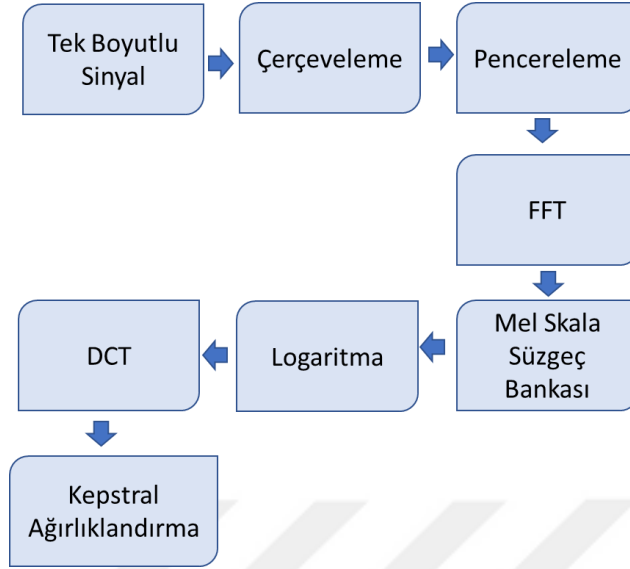 Tek Boyutlu
Sinyal
Çerçeveleme
Pencereleme
FFT
Mel Skala
Süzgeç
Bankası
Logaritma
DCT
Kepstral
Ağırlıklandırma